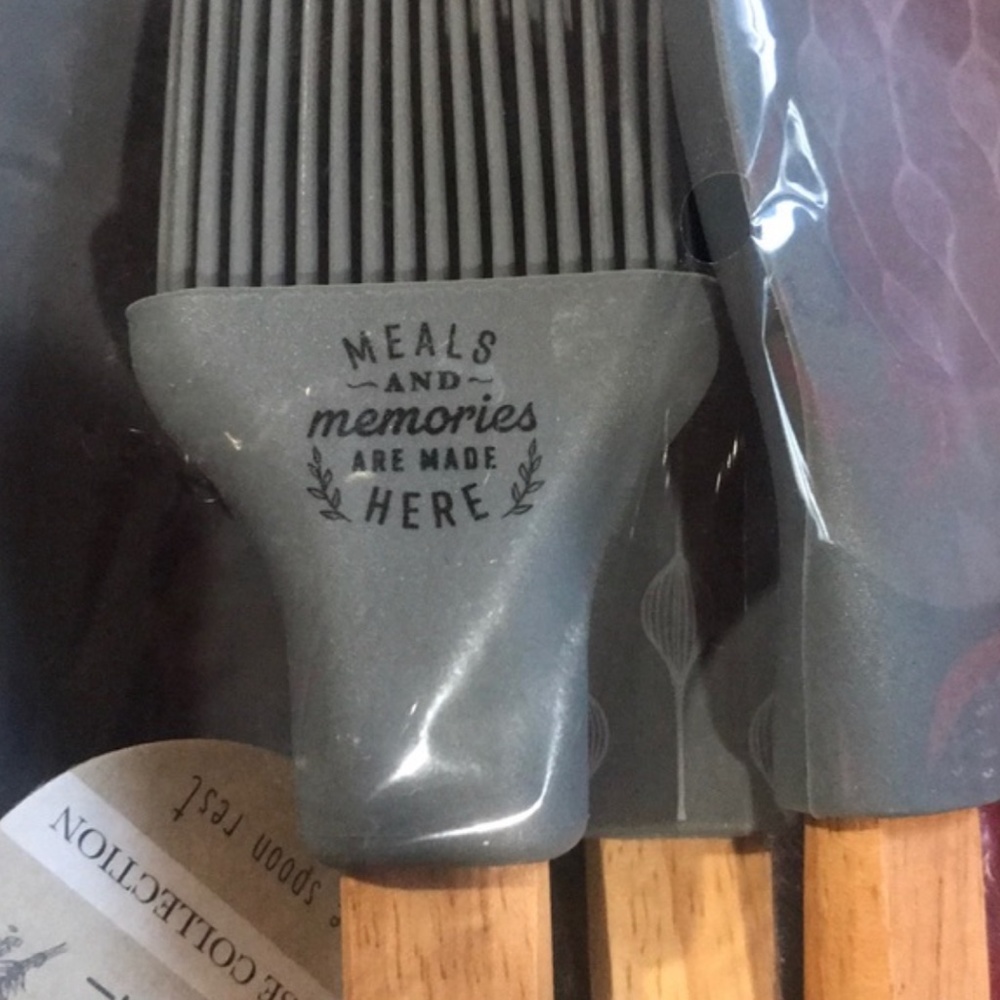 MEALS
AND
memories
ARE MADE
HERE
spoon rest
COLLECTION